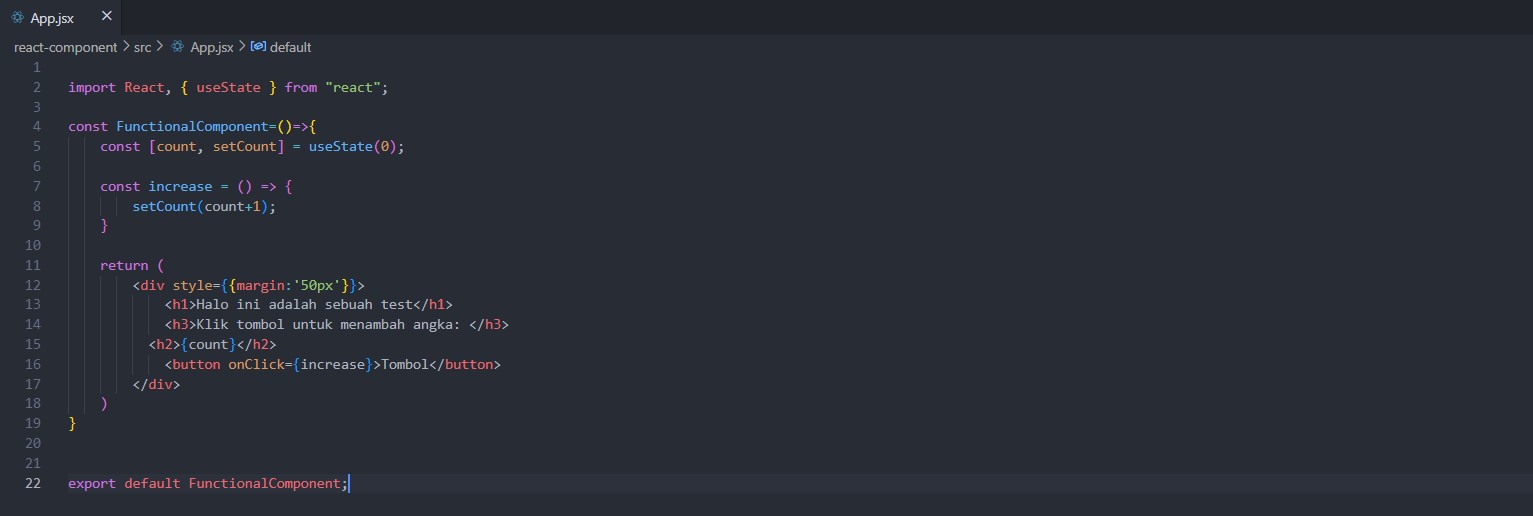 App.jsx ×
react-component > src > App.jsx > default
1
2 import React, { useState } from "react";
3
4 const FunctionalComponent=()=>{
5     const [count, setCount] = useState(0);
6
7     const increase = () => {
8         setCount(count+1);
9     }
10
11     return (
12         <div style={{margin:'50px'}}>
13             <h1>Halo ini adalah sebuah test</h1>
14             <h3>Klik tombol untuk menambah angka: </h3>
15           <h2>{count}</h2>
16             <button onClick={increase}>Tombol</button>
17         </div>
18     )
19 }
20
21
22 export default FunctionalComponent;